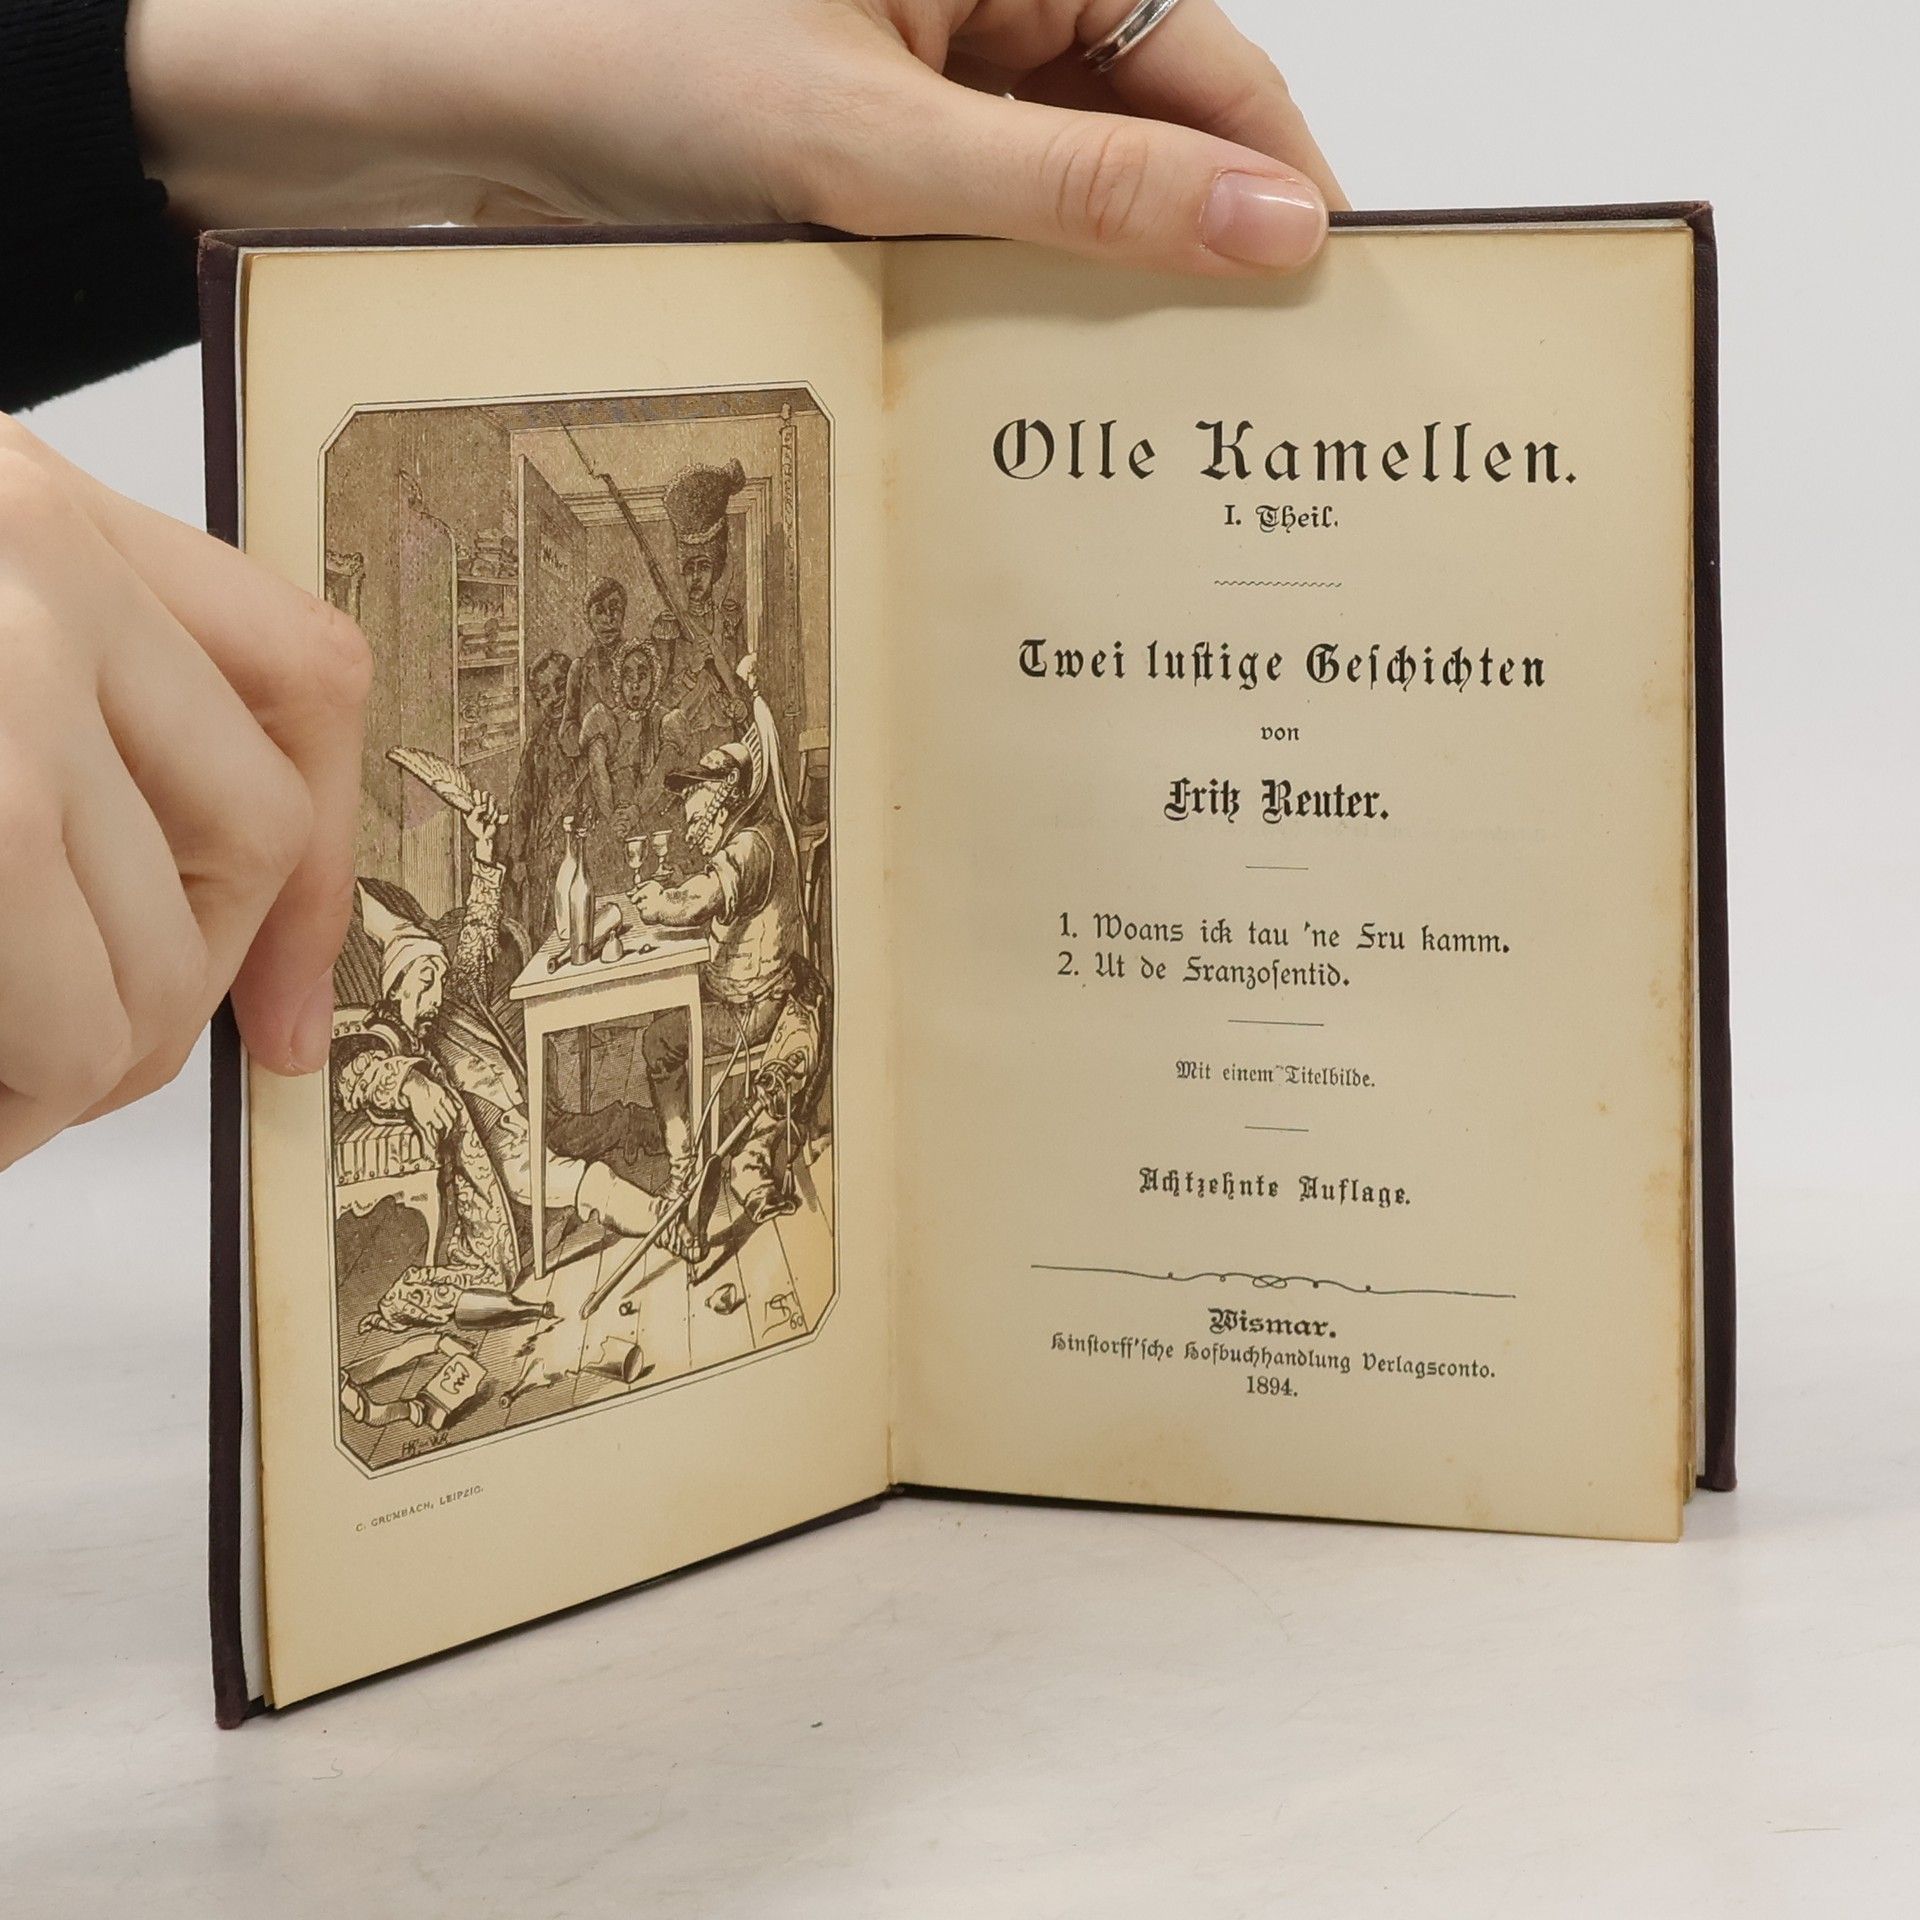 Olle Kamellen.
I. Theil.
Twei luſtige Geſchichten
von
Fritz Reuter.
1. Woans ick tau 'ne Fru kamm.
2. Ut de Franzoſentid.
Mit einem Titelbilde.
Achtzehnte Auflage.
Wismar.
Hinſtorff'ſche Hofbuchhandlung Verlagsconto.
1894.
60
C. GRUMBACH, LEIPZIG.